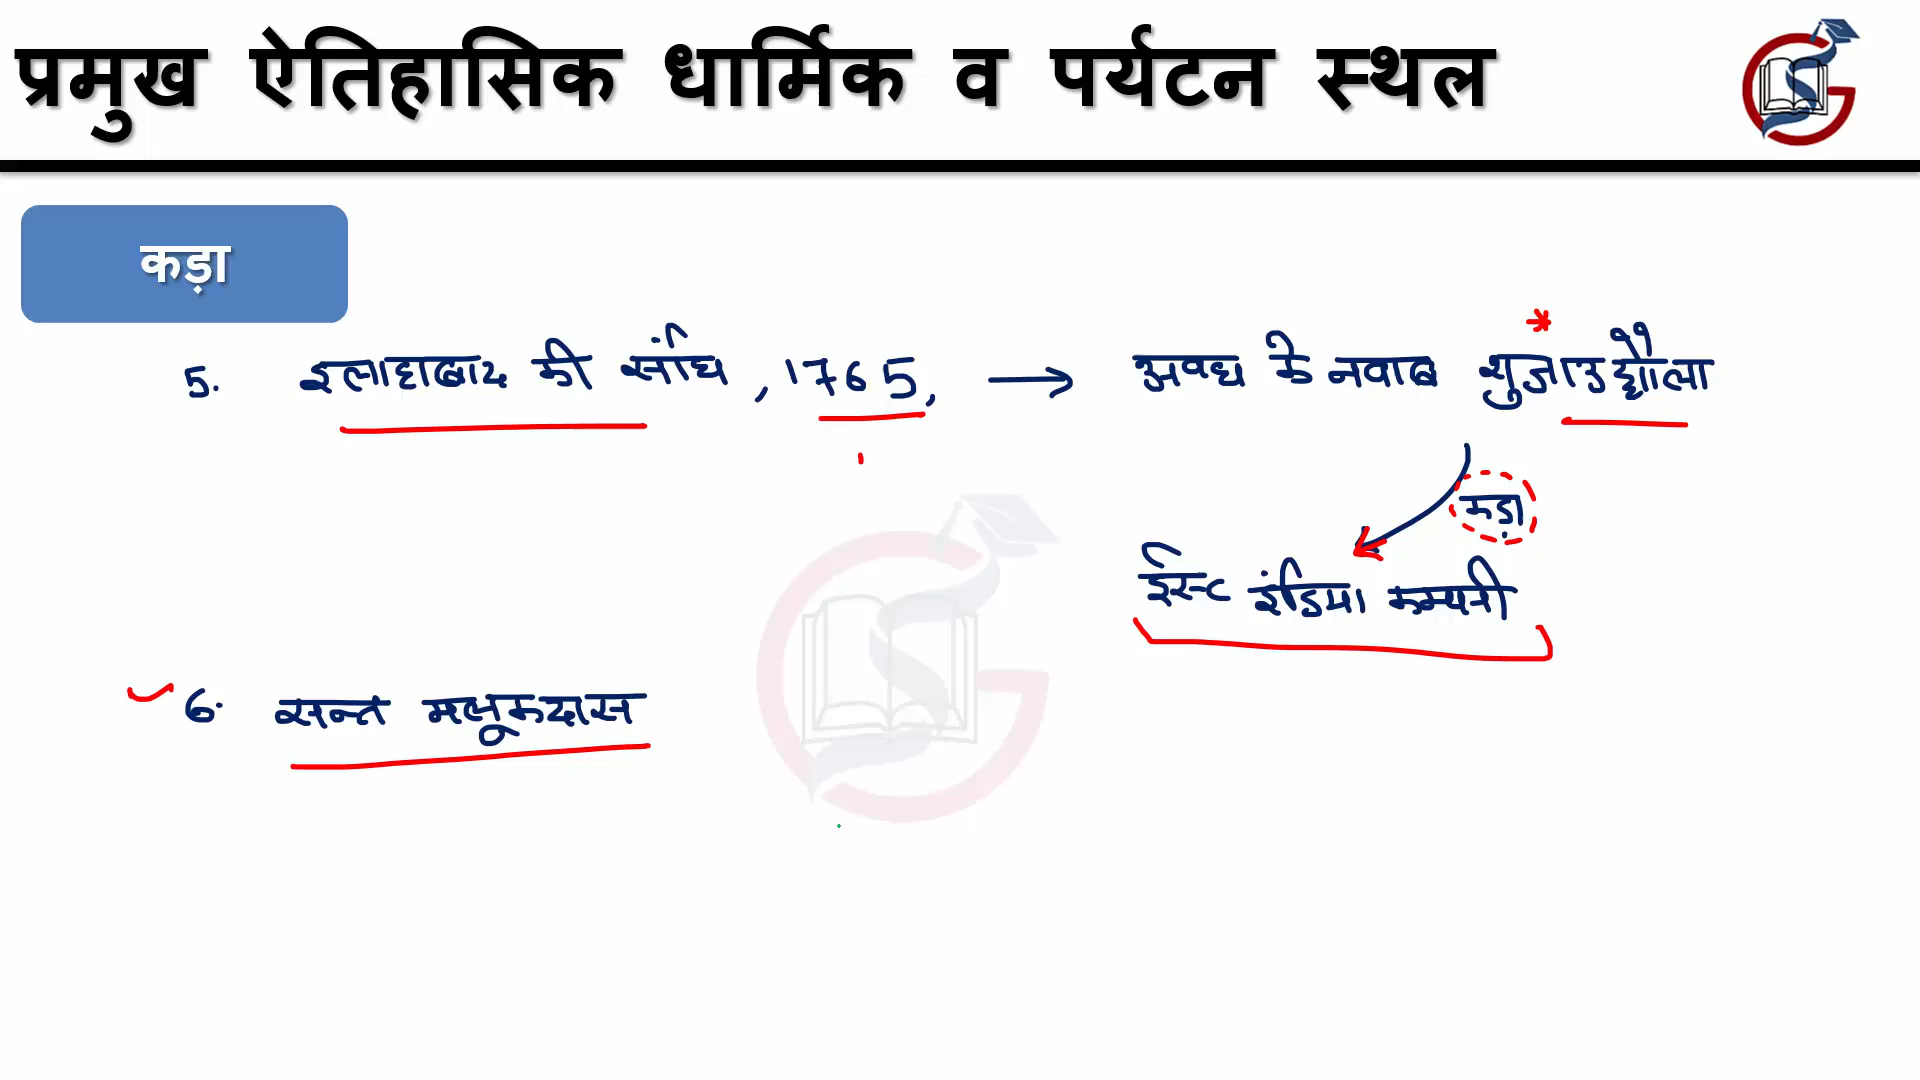 प्रमुख ऐतिहासिक धार्मिक व पर्यटन स्थल
कड़ा
5. इलाहाबाद की संधि , 1765, → अवध के नवाब शुजाउद्दौला
कड़ा
ईस्ट इंडिया कम्पनी
6. सन्त मलूकदास